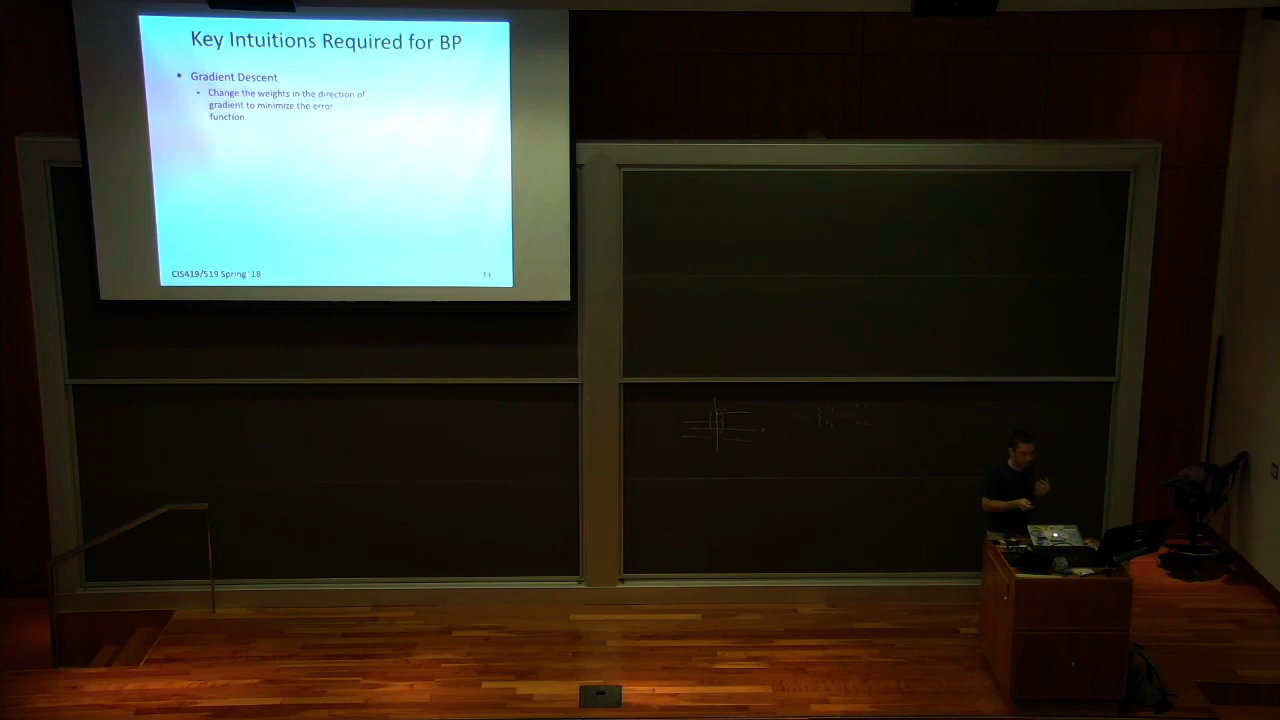 Key Intuitions Required for BP
• Gradient Descent
• Change the weights in the direction of
gradient to minimize the error
function
CIS419/519 Spring '18